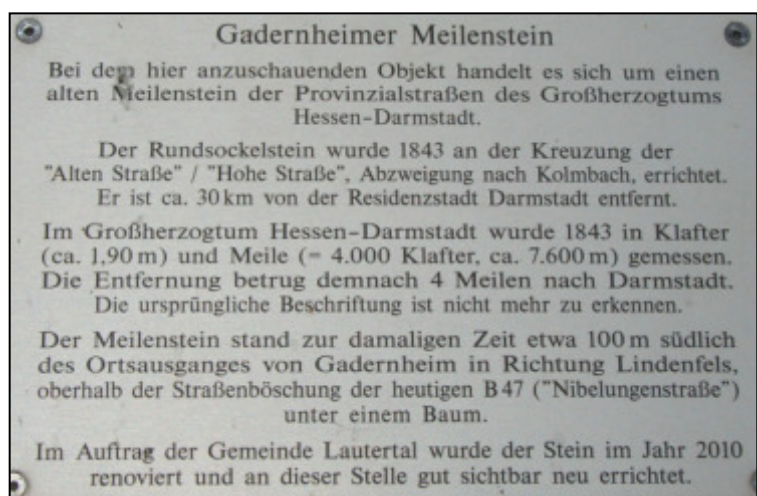 Gadernheimer Meilenstein
Bei dem hier anzuschauenden Objekt handelt es sich um einen
alten Meilenstein der Provinzialstraßen des Großherzogtums
Hessen-Darmstadt.
Der Rundsockelstein wurde 1843 an der Kreuzung der
"Alten Straße" / "Hohe Straße", Abzweigung nach Kolmbach, errichtet.
Er ist ca. 30 km von der Residenzstadt Darmstadt entfernt.
Im Großherzogtum Hessen-Darmstadt wurde 1843 in Klafter
(ca. 1,90 m) und Meile (= 4.000 Klafter, ca. 7.600 m) gemessen.
Die Entfernung betrug demnach 4 Meilen nach Darmstadt.
Die ursprüngliche Beschriftung ist nicht mehr zu erkennen.
Der Meilenstein stand zur damaligen Zeit etwa 100 m südlich
des Ortsausganges von Gadernheim in Richtung Lindenfels,
oberhalb der Straßenböschung der heutigen B 47 ("Nibelungenstraße")
unter einem Baum.
Im Auftrag der Gemeinde Lautertal wurde der Stein im Jahr 2010
renoviert und an dieser Stelle gut sichtbar neu errichtet.